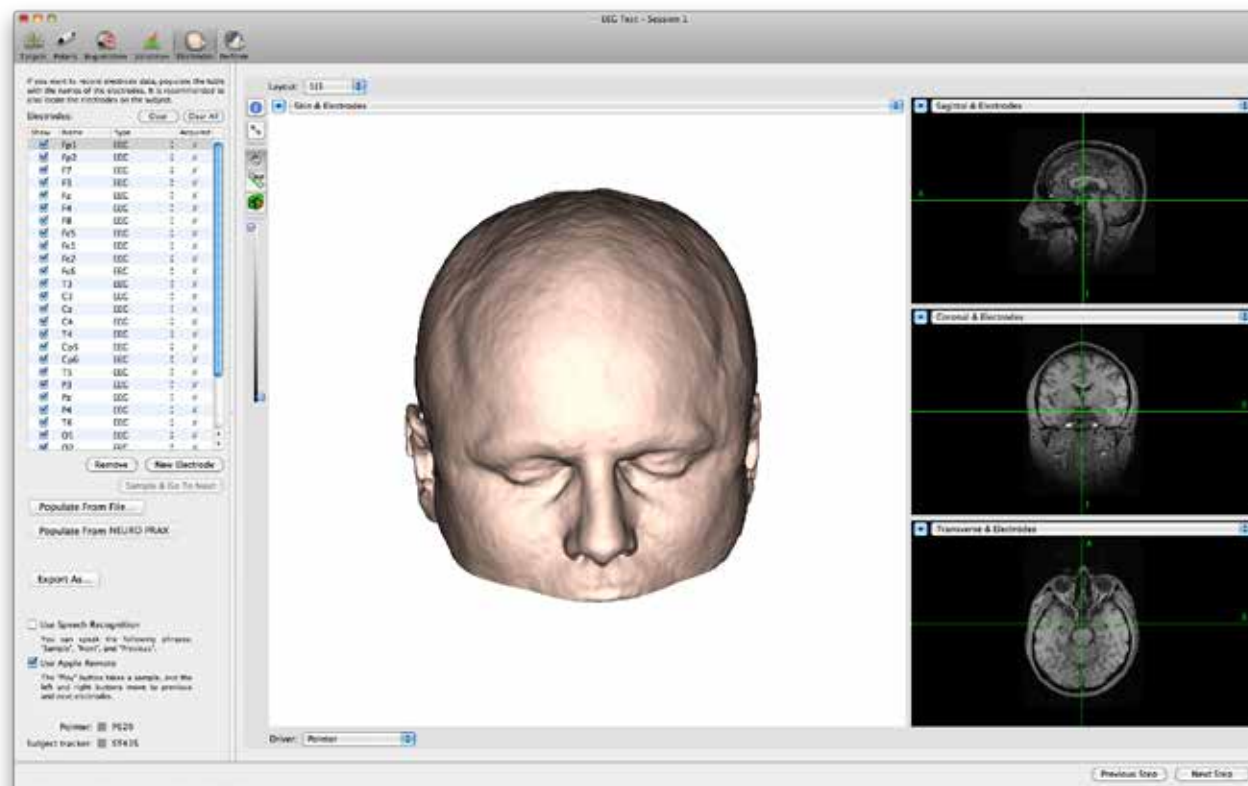 EEG Test - Session 1
Targets Polaris Registration Validation Electrodes Perform
If you want to record electrode data, populate the table
with the names of the electrodes. It is recommended to
also locate the electrodes on the subject.
Electrodes: Clear Clear All
Show Name Type Acquired
Fp1 EEG
Fp2 EEG
F7 EEG
F3 EEG
Fz EEG
F4 EEG
F8 EEG
Fc5 EEG
Fc1 EEG
Fc2 EEG
Fc6 EEG
T3 EEG
C3 EEG
Cz EEG
C4 EEG
T4 EEG
Cp5 EEG
Cp6 EEG
T5 EEG
P3 EEG
Pz EEG
P4 EEG
T6 EEG
O1 EEG
O2 EEG
Remove New Electrode
Sample & Go To Next
Populate From File...
Populate From NEURO PRAX
Export As...
Use Speech Recognition
You can speak the following phrases:
"Sample", "Next", and "Previous".
Use Apple Remote
The "Play" button takes a sample, and the
left and right buttons move to previous
and next electrodes.
Pointer:
Subject tracker:
Layout:
Skin & Electrodes
Driver: Pointer
Sagittal & Electrodes
A
I
Coronal & Electrodes
I
Transverse & Electrodes
A
Previous Step Next Step